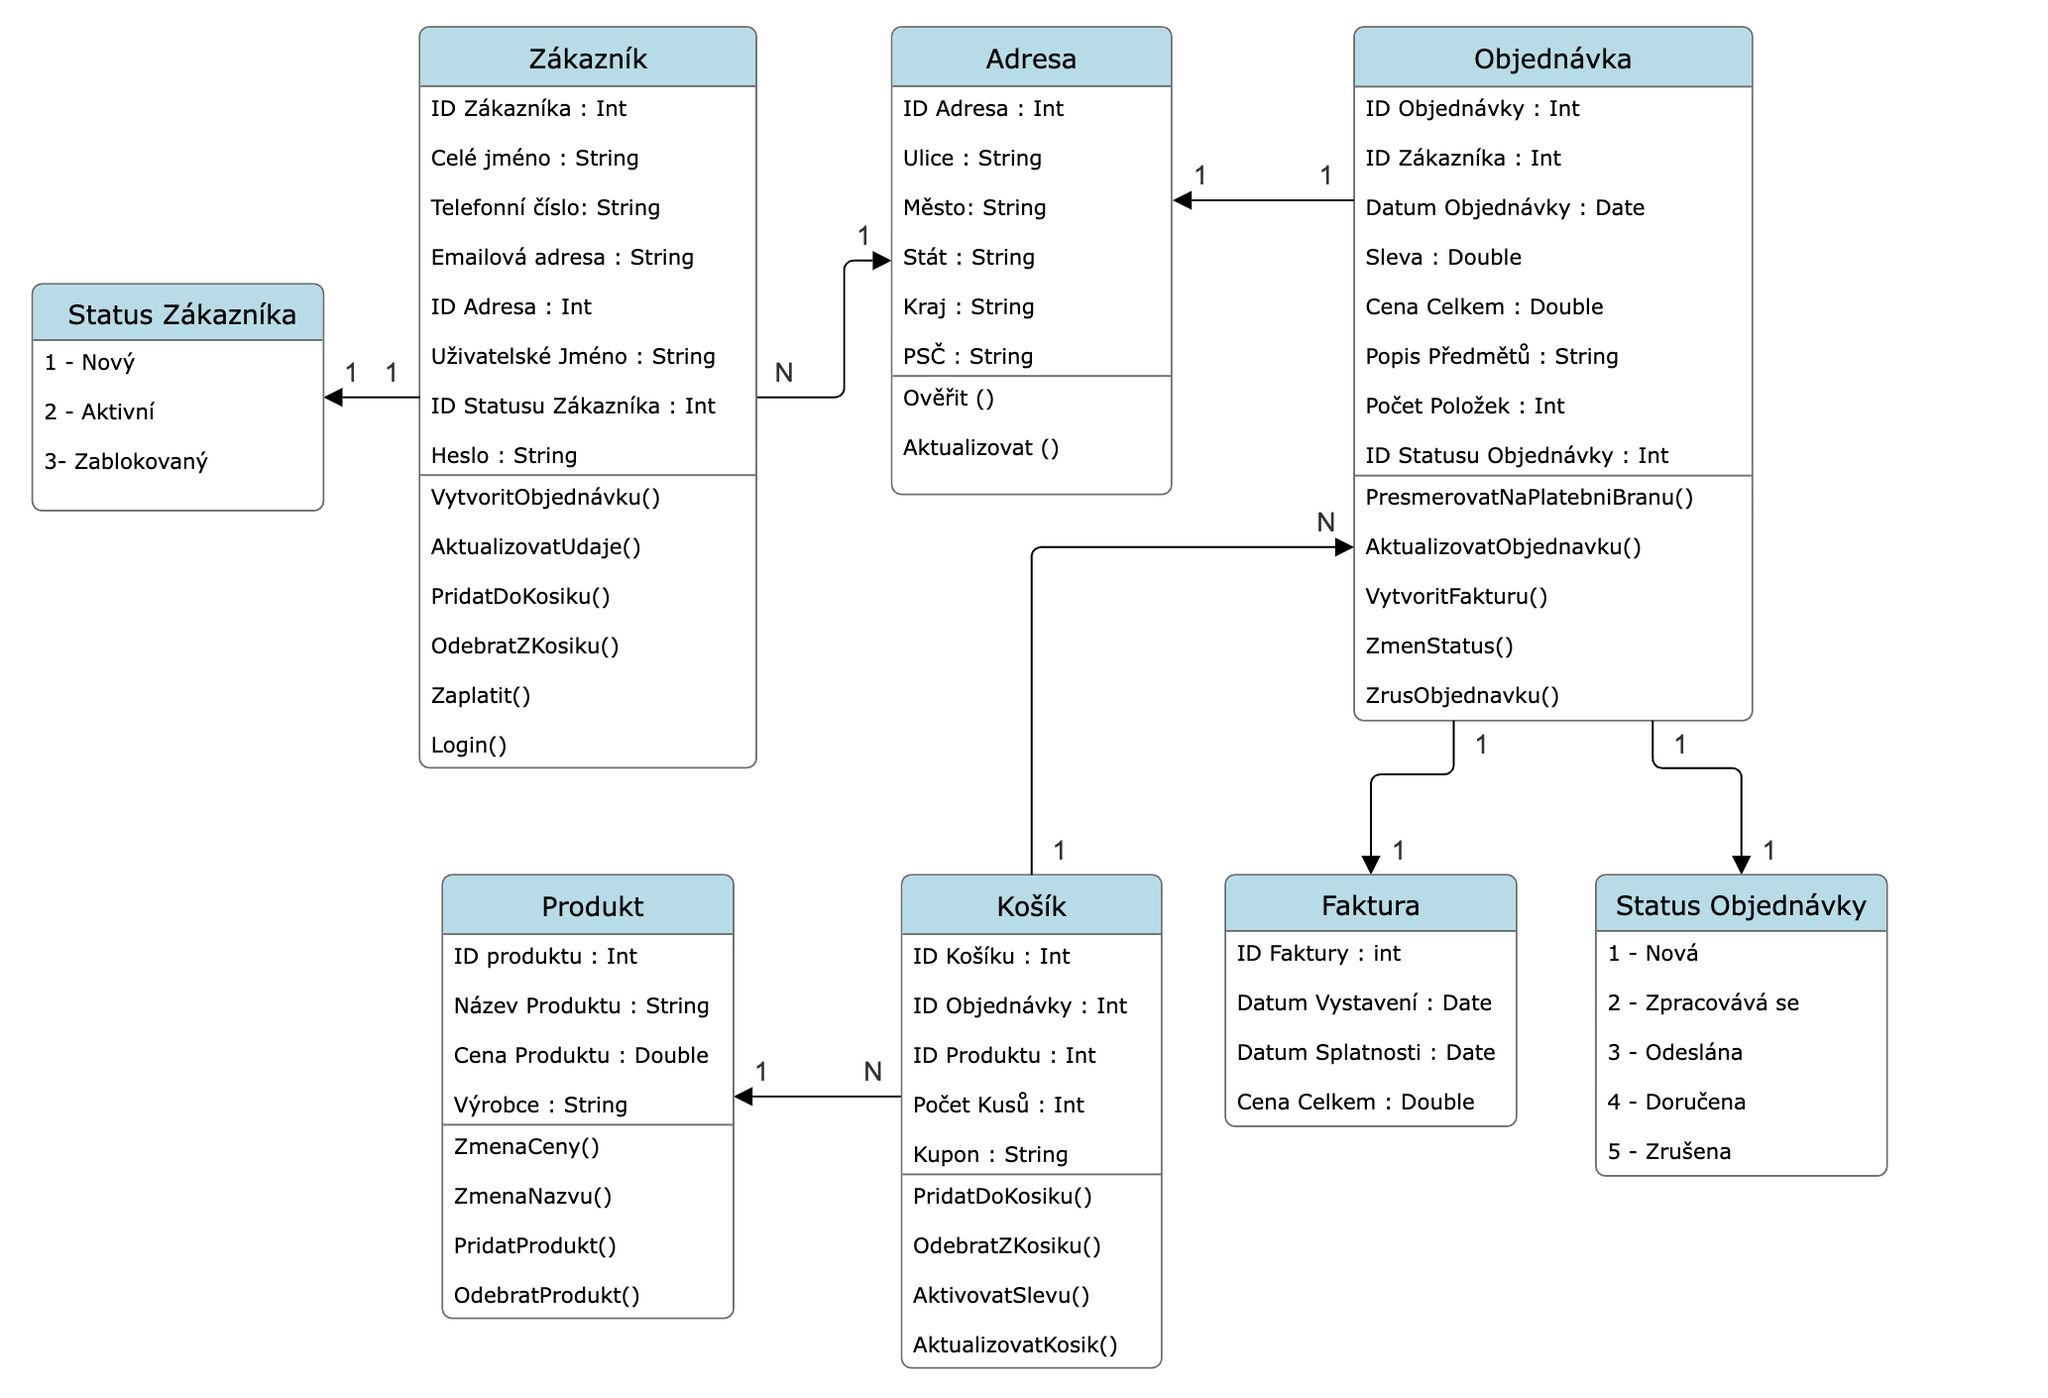 Zákazník
ID Zákazníka : Int
Celé jméno : String
Telefonní číslo: String
Emailová adresa : String
ID Adresa : Int
Uživatelské Jméno : String
ID Statusu Zákazníka : Int
Heslo : String
VytvoritObjednávku()
AktualizovatUdaje()
PridatDoKosiku()
OdebratZKosiku()
Zaplatit()
Login()
Adresa
ID Adresa : Int
Ulice : String
Město: String
Stát : String
Kraj : String
PSČ : String
Ověřit ()
Aktualizovat ()
Objednávka
ID Objednávky : Int
ID Zákazníka : Int
Datum Objednávky : Date
Sleva : Double
Cena Celkem : Double
Popis Předmětů : String
Počet Položek : Int
ID Statusu Objednávky : Int
PresmerovatNaPlatebniBranu()
AktualizovatObjednavku()
VytvoritFakturu()
ZmenStatus()
ZrusObjednavku()
Status Zákazníka
1 - Nový
2 - Aktivní
3- Zablokovaný
1 1
N
1
1 1
N
1
1
1
1
1
Produkt
ID produktu : Int
Název Produktu : String
Cena Produktu : Double
Výrobce : String
ZmenaCeny()
ZmenaNazvu()
PridatProdukt()
OdebratProdukt()
1 N
Košík
ID Košíku : Int
ID Objednávky : Int
ID Produktu : Int
Počet Kusů : Int
Kupon : String
PridatDoKosiku()
OdebratZKosiku()
AktivovatSlevu()
AktualizovatKosik()
Faktura
ID Faktury : int
Datum Vystavení : Date
Datum Splatnosti : Date
Cena Celkem : Double
Status Objednávky
1 - Nová
2 - Zpracovává se
3 - Odeslána
4 - Doručena
5 - Zrušena